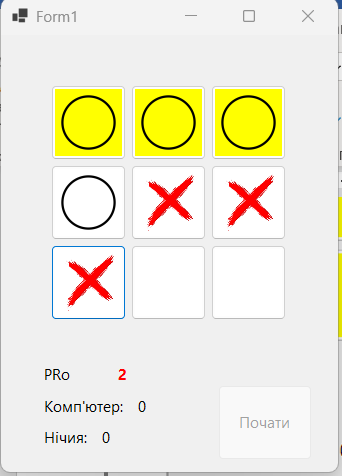 Form1
PRo 2
Комп'ютер: 0
Нічия: 0
Почати